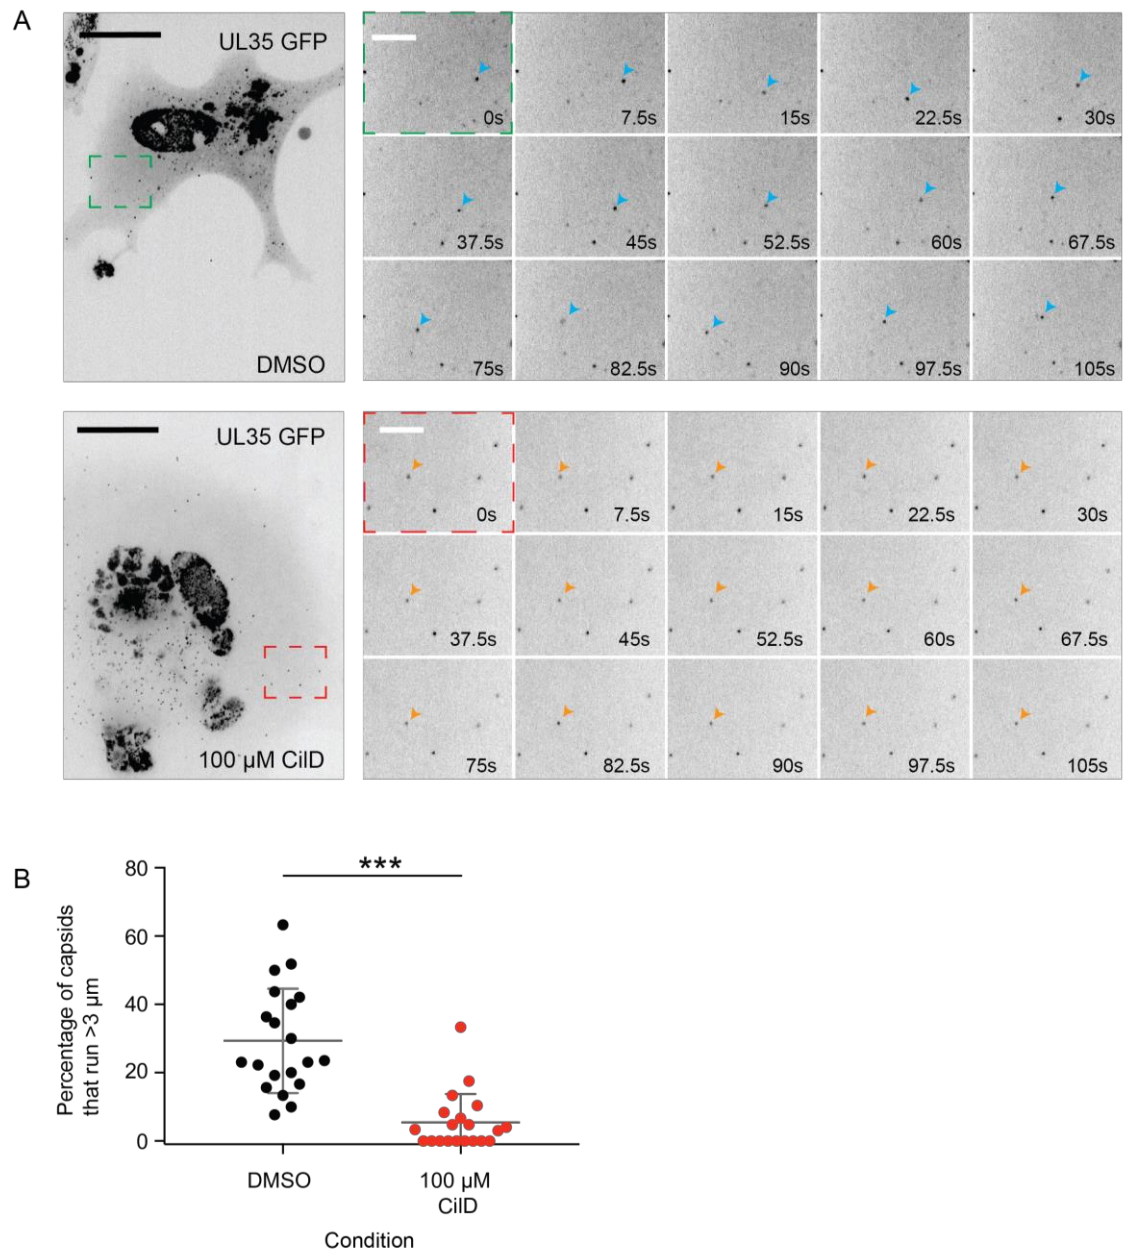 A
UL35 GFP
DMSO
0s
7.5s
15s
22.5s
30s
37.5s
45s
52.5s
60s
67.5s
75s
82.5s
90s
97.5s
105s
UL35 GFP
100 µM CilD
0s
7.5s
15s
22.5s
30s
37.5s
45s
52.5s
60s
67.5s
75s
82.5s
90s
97.5s
105s
B
Percentage of capsids
that run >3 µm
80
60
40
20
0
***
DMSO
100 µM
CilD
Condition